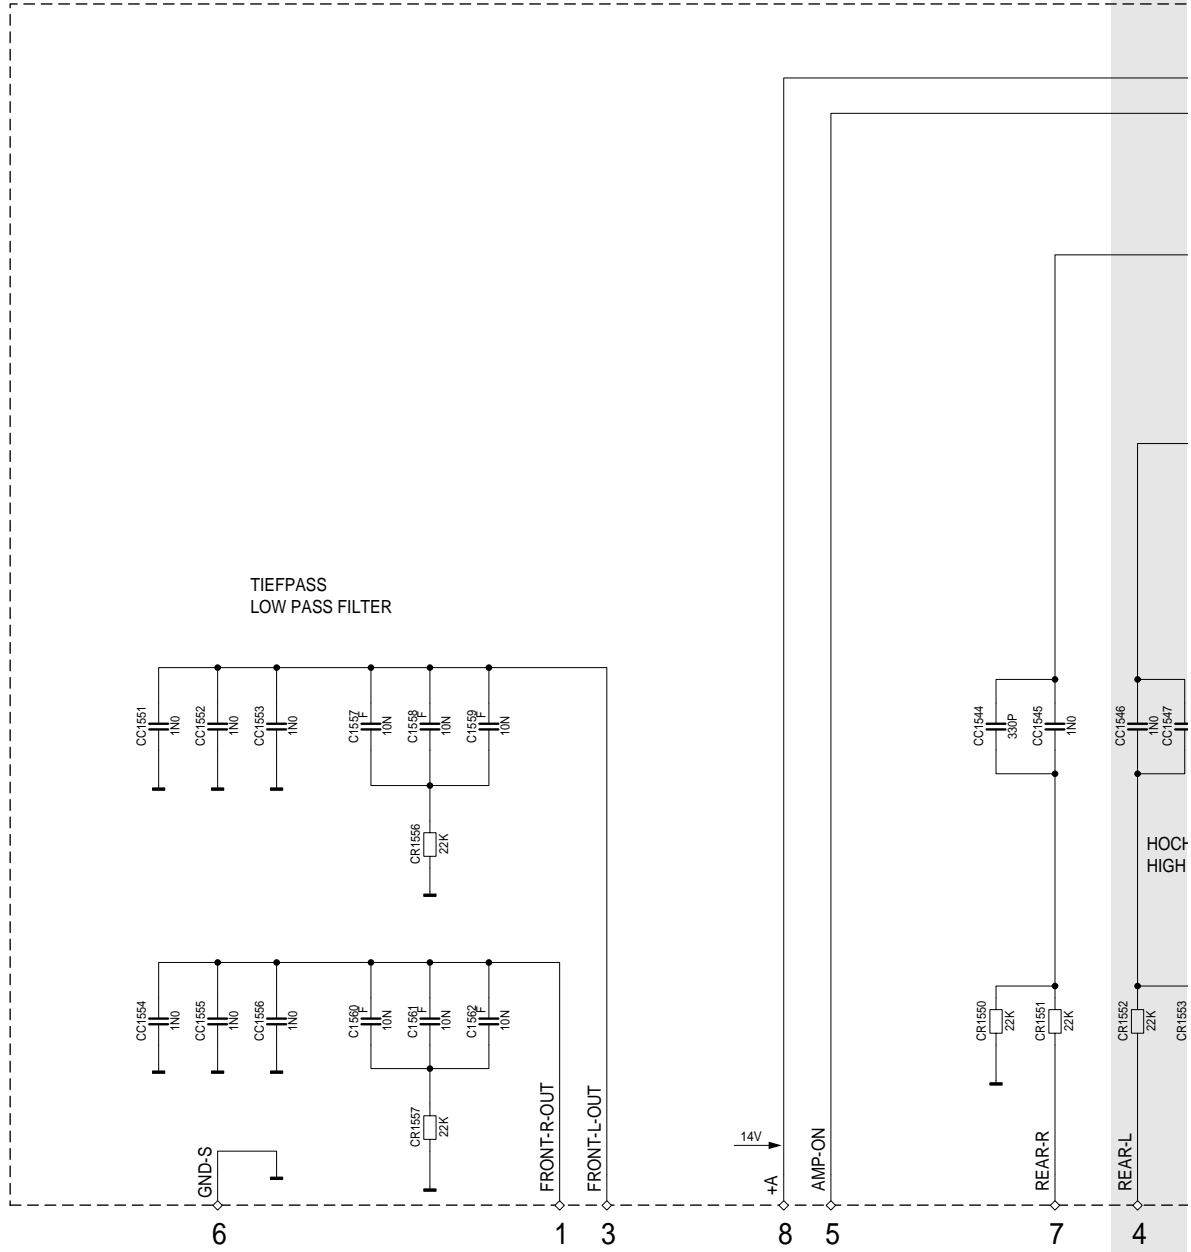 TIEFPASS
LOW PASS FILTER
CC1551
1N0
CC1552
1N0
CC1553
1N0
C1557
F
10N
C1558
F
10N
C1559
F
10N
CC1544
330P
CC1545
1N0
CC1546
1N0
CC1547
CR1556
22K
HOCH
HIGH
CC1554
1N0
CC1555
1N0
CC1556
1N0
C1560
F
10N
C1561
F
10N
C1562
F
10N
CR1550
22K
CR1551
22K
CR1552
22K
CR1553
CR1557
22K
GND-S
FRONT-R-OUT
FRONT-L-OUT
14V
+A
AMP-ON
REAR-R
REAR-L
6 1 3 8 5 7 4